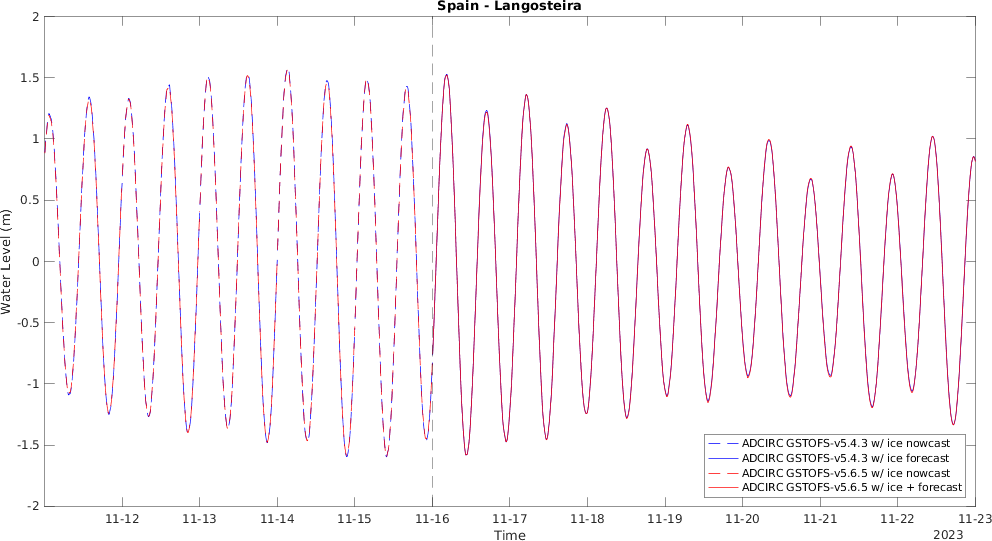 Spain - Langosteira
2
1.5
1
0.5
0
-0.5
-1
-1.5
-2
Water Level (m)
ADCIRC GSTOFS-v5.4.3 w/ ice nowcast
ADCIRC GSTOFS-v5.4.3 w/ ice forecast
ADCIRC GSTOFS-v5.6.5 w/ ice nowcast
ADCIRC GSTOFS-v5.6.5 w/ ice + forecast
11-12 11-13 11-14 11-15 11-16 11-17 11-18 11-19 11-20 11-21 11-22 11-23
Time
2023